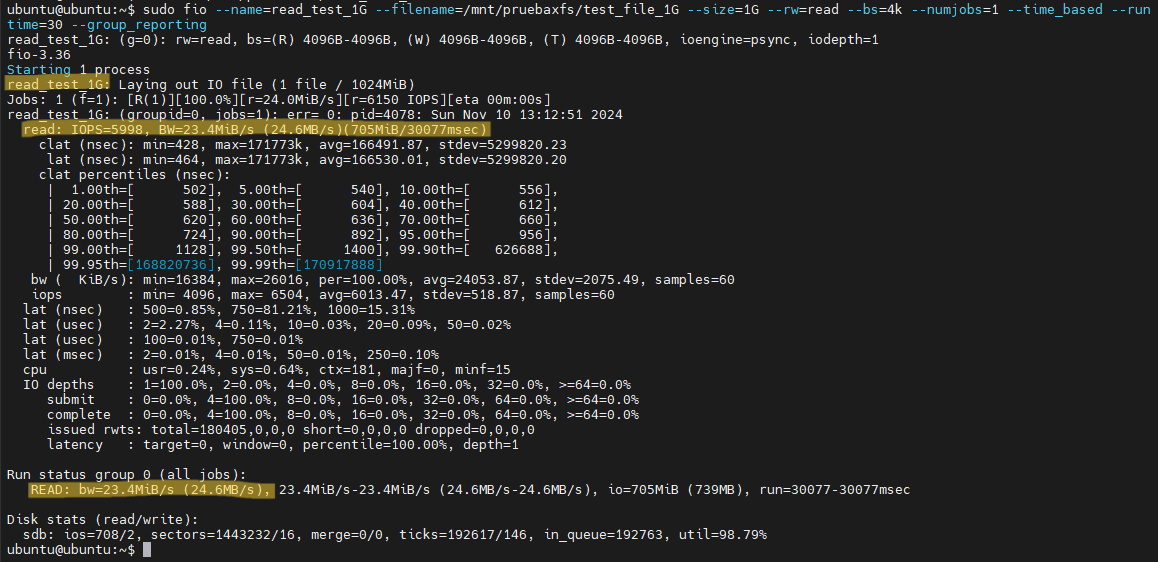 ubuntu@ubuntu:~$ sudo fio --name=read_test_1G --filename=/mnt/pruebaxfs/test_file_1G --size=1G --rw=read --bs=4k --numjobs=1 --time_based --run
time=30 --group_reporting
read_test_1G: (g=0): rw=read, bs=(R) 4096B-4096B, (W) 4096B-4096B, (T) 4096B-4096B, ioengine=psync, iodepth=1
fio-3.36
Starting 1 process
read_test_1G: Laying out IO file (1 file / 1024MiB)
Jobs: 1 (f=1): [R(1)][100.0%][r=24.0MiB/s][r=6150 IOPS][eta 00m:00s]
read_test_1G: (groupid=0, jobs=1): err= 0: pid=4078: Sun Nov 10 13:12:51 2024
  read: IOPS=5998, BW=23.4MiB/s (24.6MB/s)(705MiB/30077msec)
    clat (nsec): min=428, max=171773k, avg=166491.87, stdev=5299820.23
     lat (nsec): min=464, max=171773k, avg=166530.01, stdev=5299820.20
    clat percentiles (nsec):
     |  1.00th=[      502],  5.00th=[      540], 10.00th=[      556],
     | 20.00th=[      588], 30.00th=[      604], 40.00th=[      612],
     | 50.00th=[      620], 60.00th=[      636], 70.00th=[      660],
     | 80.00th=[      724], 90.00th=[      892], 95.00th=[      956],
     | 99.00th=[     1128], 99.50th=[     1400], 99.90th=[   626688],
     | 99.95th=[168820736], 99.99th=[170917888]
   bw (  KiB/s): min=16384, max=26016, per=100.00%, avg=24053.87, stdev=2075.49, samples=60
   iops        : min= 4096, max= 6504, avg=6013.47, stdev=518.87, samples=60
  lat (nsec)   : 500=0.85%, 750=81.21%, 1000=15.31%
  lat (usec)   : 2=2.27%, 4=0.11%, 10=0.03%, 20=0.09%, 50=0.02%
  lat (usec)   : 100=0.01%, 750=0.01%
  lat (msec)   : 2=0.01%, 4=0.01%, 50=0.01%, 250=0.10%
  cpu          : usr=0.24%, sys=0.64%, ctx=181, majf=0, minf=15
  IO depths    : 1=100.0%, 2=0.0%, 4=0.0%, 8=0.0%, 16=0.0%, 32=0.0%, >=64=0.0%
     submit    : 0=0.0%, 4=100.0%, 8=0.0%, 16=0.0%, 32=0.0%, 64=0.0%, >=64=0.0%
     complete  : 0=0.0%, 4=100.0%, 8=0.0%, 16=0.0%, 32=0.0%, 64=0.0%, >=64=0.0%
     issued rwts: total=180405,0,0,0 short=0,0,0,0 dropped=0,0,0,0
     latency   : target=0, window=0, percentile=100.00%, depth=1
Run status group 0 (all jobs):
   READ: bw=23.4MiB/s (24.6MB/s), 23.4MiB/s-23.4MiB/s (24.6MB/s-24.6MB/s), io=705MiB (739MB), run=30077-30077msec
Disk stats (read/write):
  sdb: ios=708/2, sectors=1443232/16, merge=0/0, ticks=192617/146, in_queue=192763, util=98.79%
ubuntu@ubuntu:~$